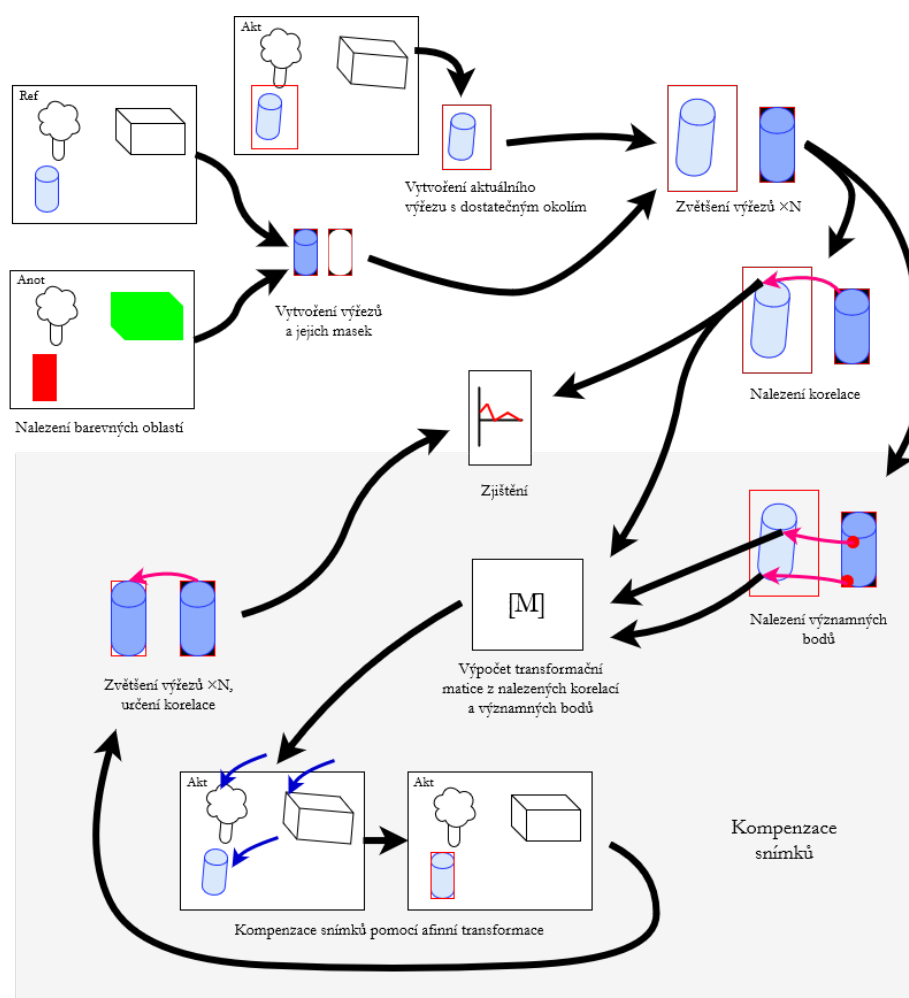 Akt
Ref
Vytvoření aktuálního
výřezu s dostatečným okolím
Zvětšení výřezů ×N
Anot
Vytvoření výřezů
a jejich masek
Nalezení korelace
Nalezení barevných oblastí
Zjištění
[M]
Nalezení významných
bodů
Výpočet transformační
matice z nalezených korelací
a významných bodů
Zvětšení výřezů ×N,
určení korelace
Akt
Akt
Kompenzace
snímků
Kompenzace snímků pomocí afinní transformace